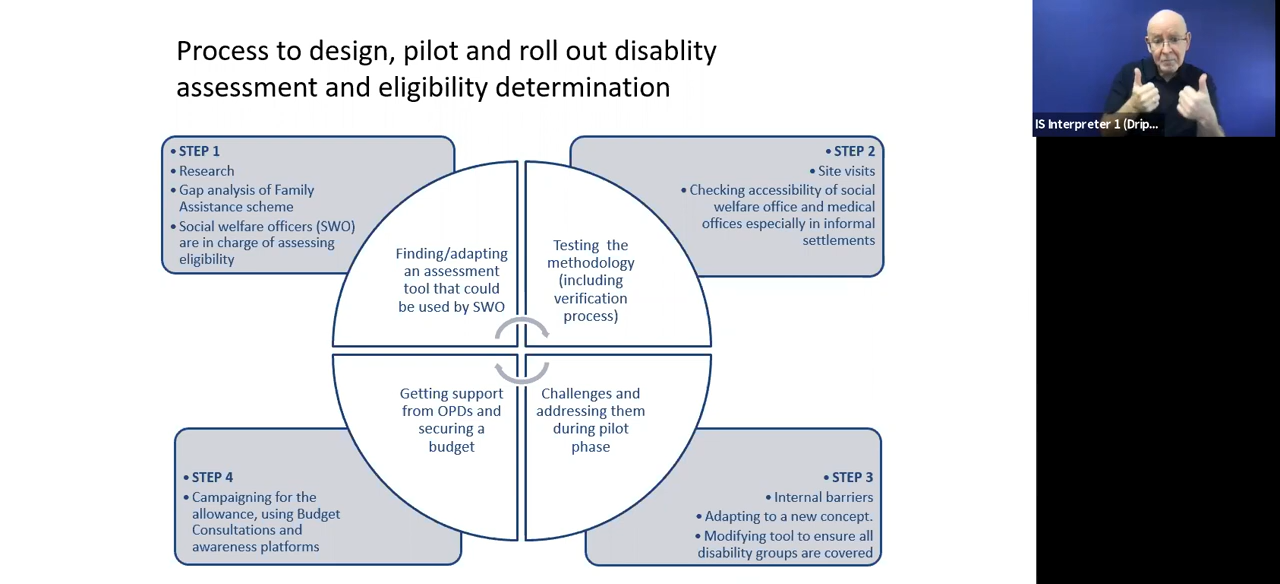 Process to design, pilot and roll out disablity
assessment and eligibility determination
• STEP 1
• Research
• Gap analysis of Family
Assistance scheme
• Social welfare officers (SWO)
are in charge of assessing
eligibility
Finding/adapting
an assessment
tool that could
be used by SWO
• STEP 2
• Site visits
• Checking accessibility of social
welfare office and medical
offices especially in informal
settlements
Testing the
methodology
(including
verification
process)
• STEP 3
• Internal barriers
• Adapting to a new concept.
• Modifying tool to ensure all
disability groups are covered
Challenges and
addressing them
during pilot
phase
• STEP 4
• Campaigning for the
allowance, using Budget
Consultations and
awareness platforms
Getting support
from OPDs and
securing a
budget
IS Interpreter 1 (Drip...